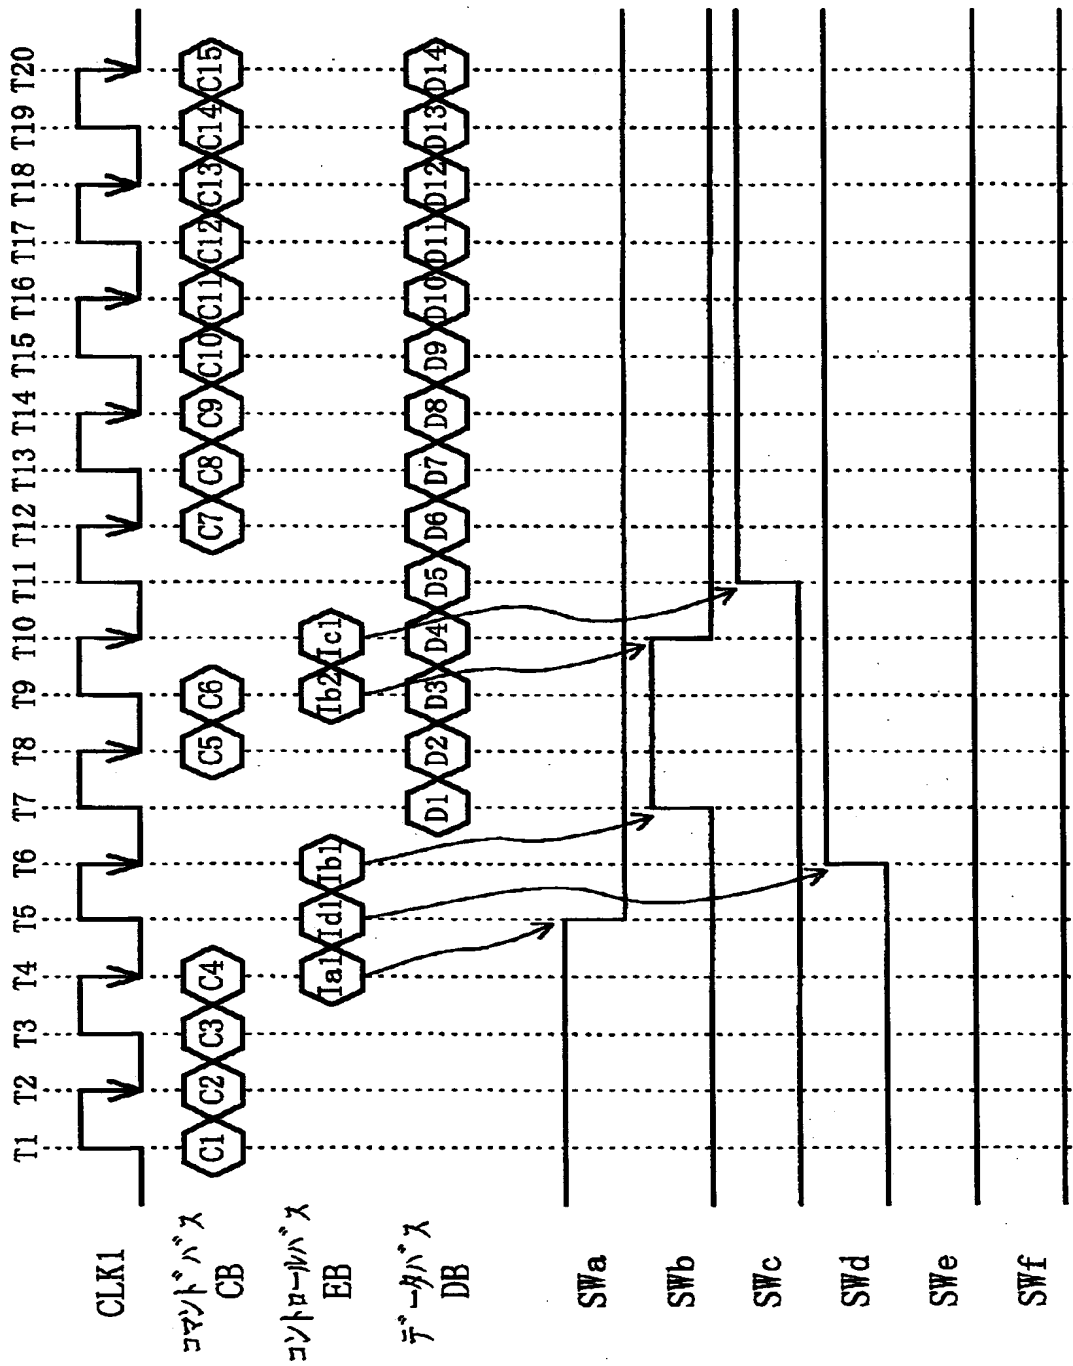 T1 T2 T3 T4 T5 T6 T7 T8 T9 T10 T11 T12 T13 T14 T15 T16 T17 T18 T19 T20
CLK1
コマンドバス
CB
C1 C2 C3 C4 C5 C6 C7 C8 C9 C10 C11 C12 C13 C14 C15
コントロールバス
EB
Ia1 Id1 Ib1 Ib2 Ic1
データバス
DB
D1 D2 D3 D4 D5 D6 D7 D8 D9 D10 D11 D12 D13 D14
SWa
SWb
SWc
SWd
SWe
SWf